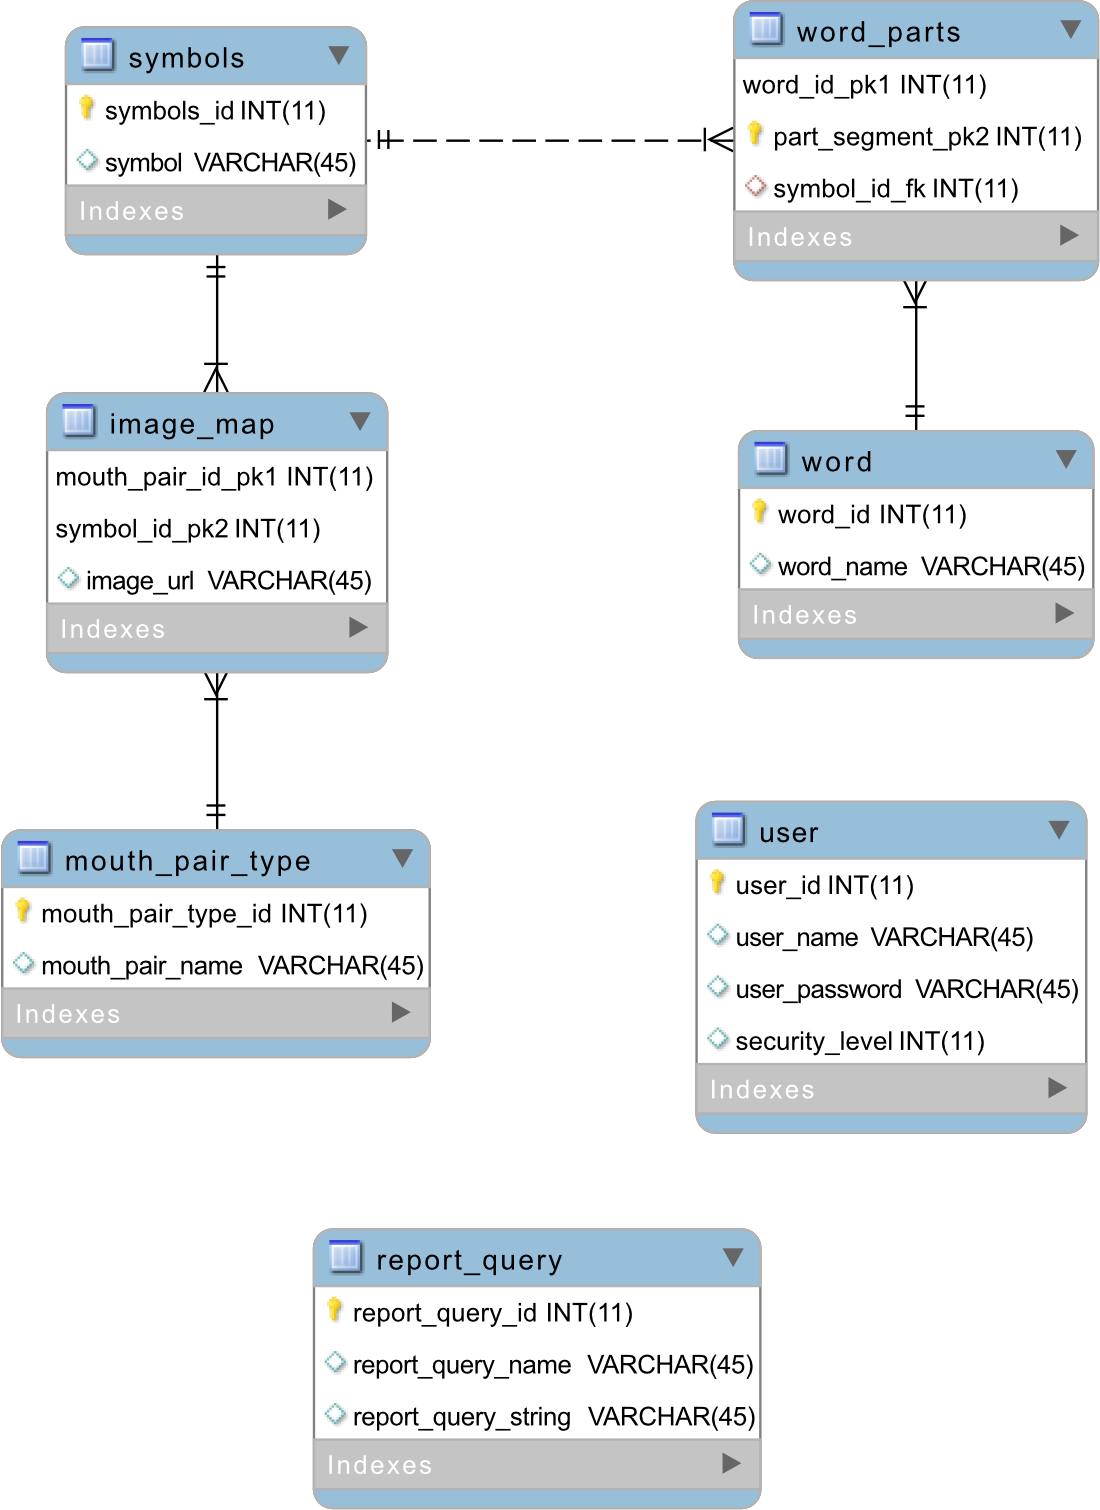 symbols
symbols_id INT(11)
symbol VARCHAR(45)
Indexes
word_parts
word_id_pk1 INT(11)
part_segment_pk2 INT(11)
symbol_id_fk INT(11)
Indexes
image_map
mouth_pair_id_pk1 INT(11)
symbol_id_pk2 INT(11)
image_url VARCHAR(45)
Indexes
word
word_id INT(11)
word_name VARCHAR(45)
Indexes
mouth_pair_type
mouth_pair_type_id INT(11)
mouth_pair_name VARCHAR(45)
Indexes
user
user_id INT(11)
user_name VARCHAR(45)
user_password VARCHAR(45)
security_level INT(11)
Indexes
report_query
report_query_id INT(11)
report_query_name VARCHAR(45)
report_query_string VARCHAR(45)
Indexes